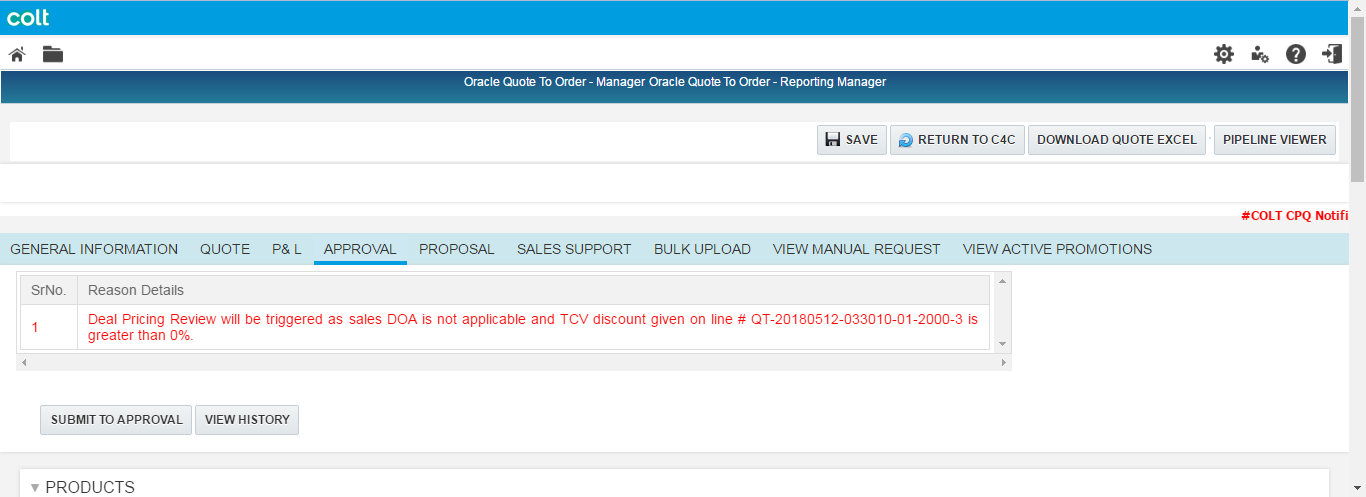 colt
Oracle Quote To Order - Manager Oracle Quote To Order - Reporting Manager
SAVE RETURN TO C4C DOWNLOAD QUOTE EXCEL PIPELINE VIEWER
#COLT CPQ Notifi
GENERAL INFORMATION QUOTE P& L APPROVAL PROPOSAL SALES SUPPORT BULK UPLOAD VIEW MANUAL REQUEST VIEW ACTIVE PROMOTIONS
SrNo. Reason Details
1 Deal Pricing Review will be triggered as sales DOA is not applicable and TCV discount given on line # QT-20180512-033010-01-2000-3 is
greater than 0%.
SUBMIT TO APPROVAL VIEW HISTORY
PRODUCTS